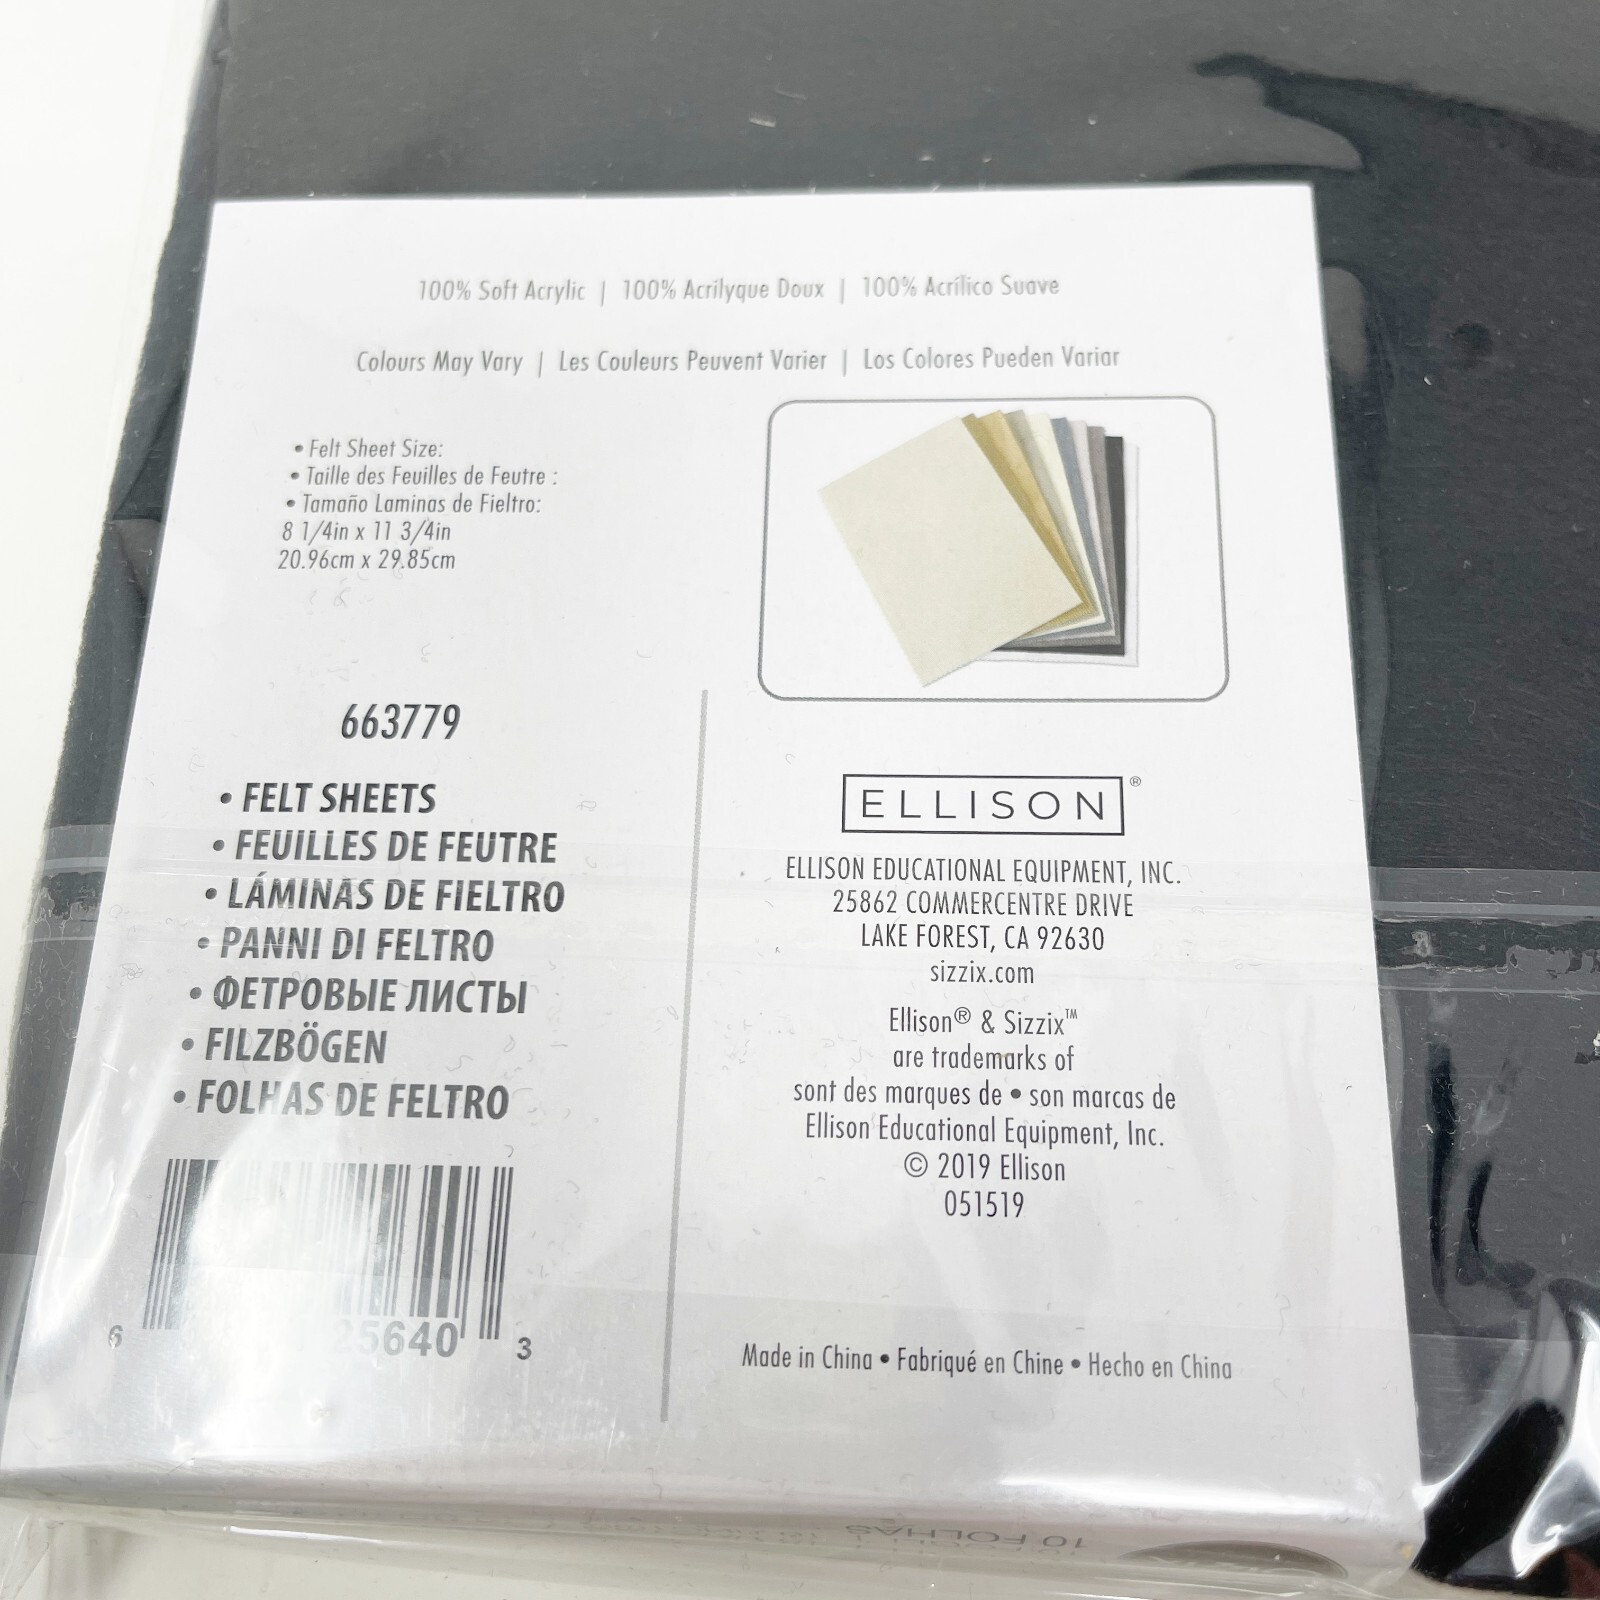 100% Soft Acrylic | 100% Acrilyque Doux | 100% Acrílico Suave
Colours May Vary | Les Couleurs Peuvent Varier | Los Colores Pueden Variar
• Felt Sheet Size:
• Taille des Feuilles de Feutre :
• Tamaño Laminas de Fieltro:
8 1/4in x 11 3/4in
20.96cm x 29.85cm
663779
• FELT SHEETS
• FEUILLES DE FEUTRE
• LÁMINAS DE FIELTRO
• PANNI DI FELTRO
• ФЕТРОВЫЕ ЛИСТЫ
• FILZBÖGEN
• FOLHAS DE FELTRO
6 25640 3
ELLISON®
ELLISON EDUCATIONAL EQUIPMENT, INC.
25862 COMMERCENTRE DRIVE
LAKE FOREST, CA 92630
sizzix.com
Ellison® & Sizzix™
are trademarks of
sont des marques de • son marcas de
Ellison Educational Equipment, Inc.
© 2019 Ellison
051519
Made in China • Fabriqué en Chine • Hecho en China
10 FOLHAS